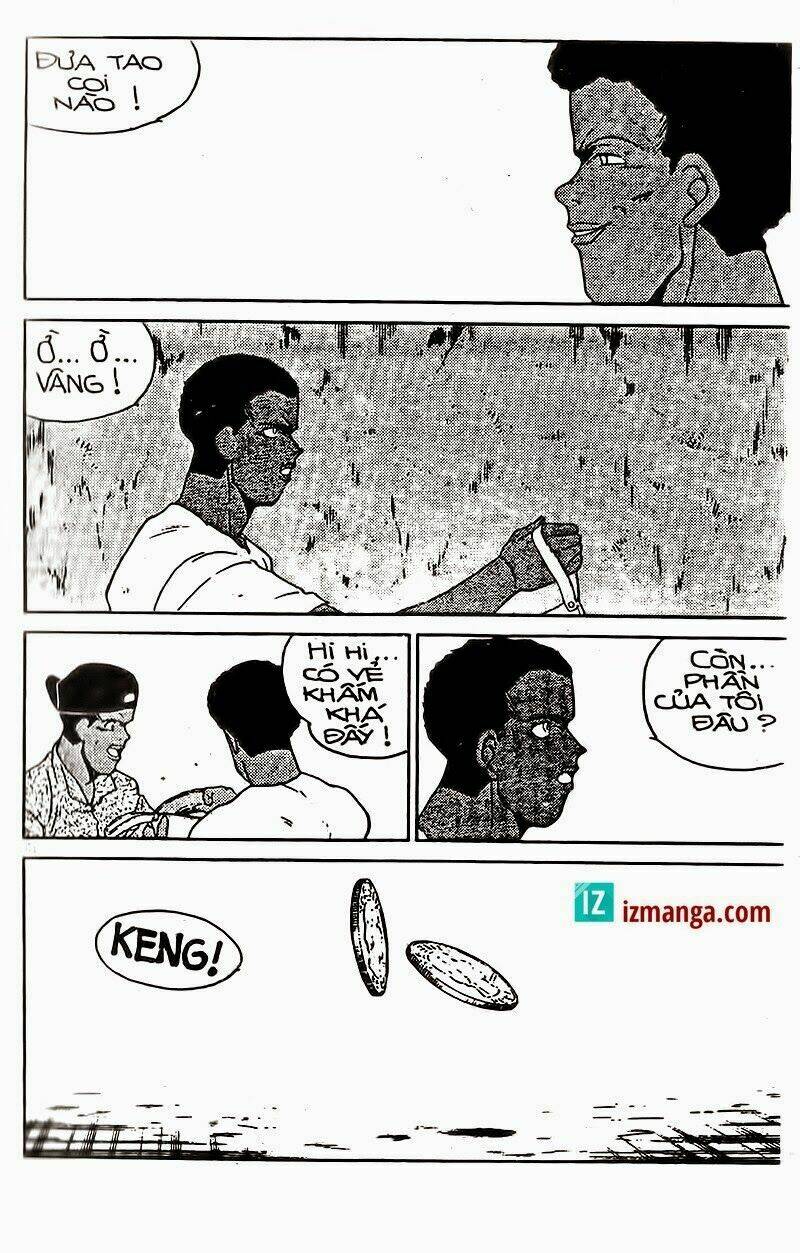 ĐƯA TAO
COI
NÀO !
Ờ... Ờ...
VÂNG !
HI HI...
CÓ VẺ
KHẤM
KHÁ
ĐẤY !
CÒN...
PHẦN
CỦA TÔI
ĐÂU ?
KENG!
IZ izmanga.com